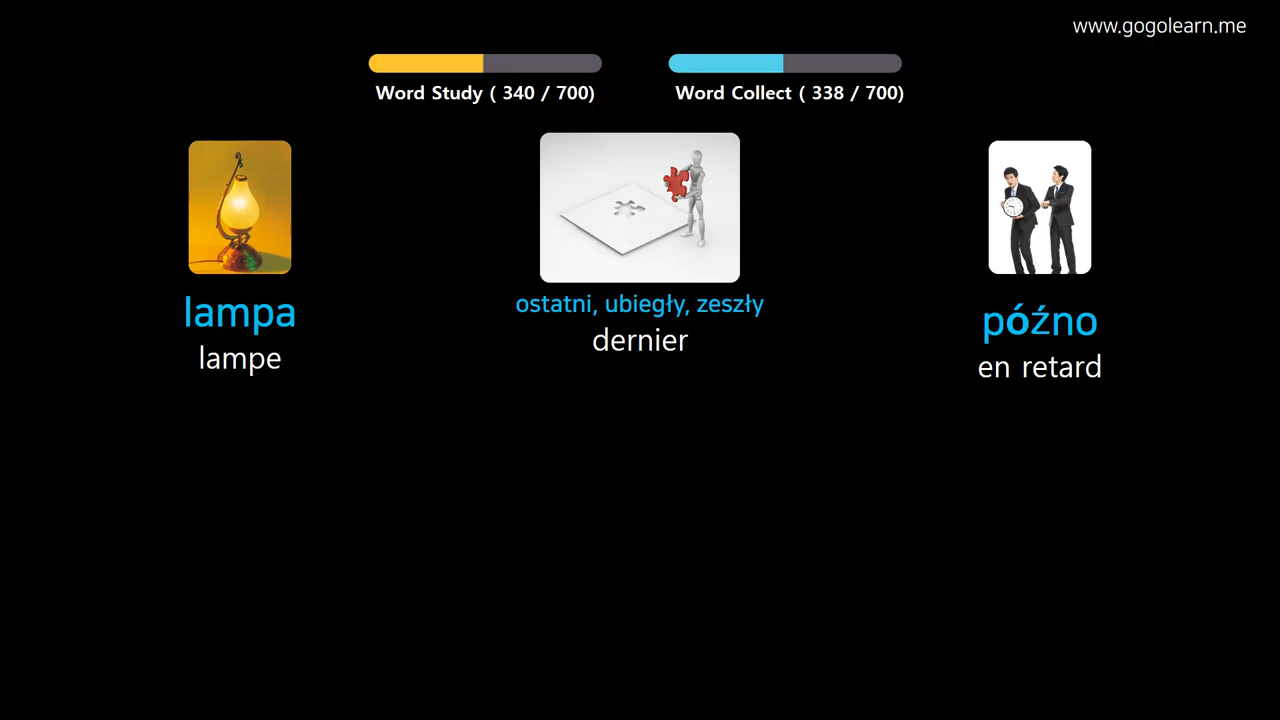 www.gogolearn.me
Word Study ( 340 / 700)
Word Collect ( 338 / 700)
lampa
lampe
ostatni, ubiegły, zeszły
dernier
późno
en retard